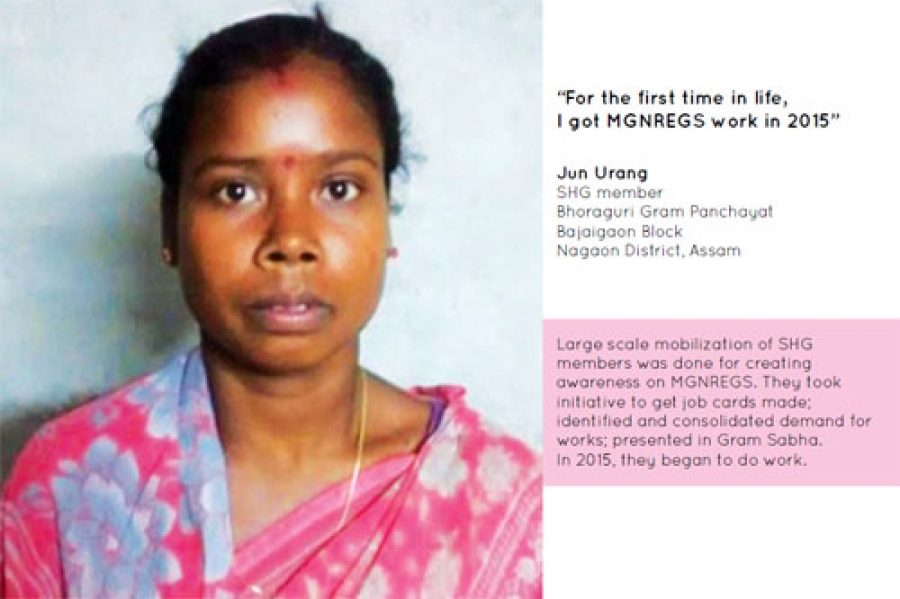 “For the first time in life,
I got MGNREGS work in 2015”
Jun Urang
SHG member
Bhoraguri Gram Panchayat
Bajaigaon Block
Nagaon District, Assam
Large scale mobilization of SHG
members was done for creating
awareness on MGNREGS. They took
initiative to get job cards made;
identified and consolidated demand for
works; presented in Gram Sabha.
In 2015, they began to do work.